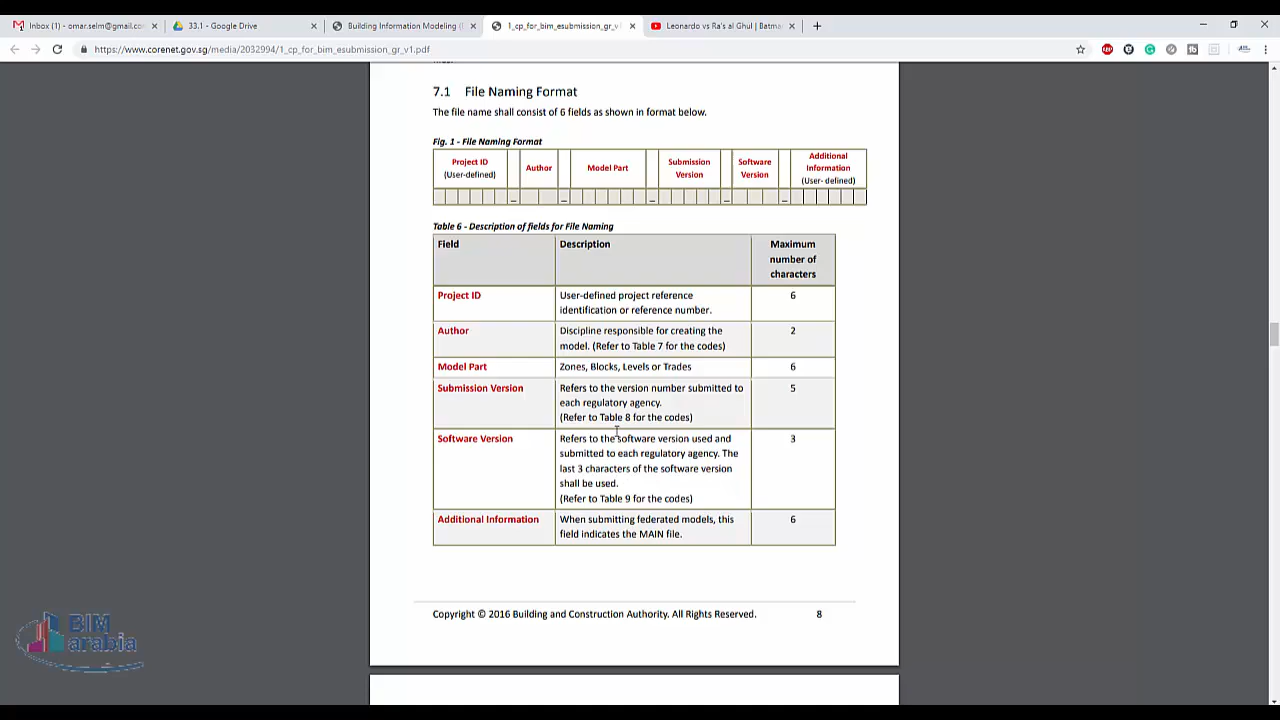 Inbox (1) - omar.selm@gmail.co
33.1 - Google Drive
Building Information Modeling (
1_cp_for_bim_esubmission_gr_v1
Leonardo vs Ra's al Ghul | Batma
https://www.corenet.gov.sg/media/2032994/1_cp_for_bim_esubmission_gr_v1.pdf
7.1 File Naming Format
The file name shall consist of 6 fields as shown in format below.
Fig. 1 - File Naming Format
Project ID
(User-defined)
Author
Model Part
Submission
Version
Software
Version
Additional
Information
(User- defined)
_ _ _ _ _
Table 6 - Description of fields for File Naming
Field
Description
Maximum
number of
characters
Project ID
User-defined project reference
identification or reference number.
6
Author
Discipline responsible for creating the
model. (Refer to Table 7 for the codes)
2
Model Part
Zones, Blocks, Levels or Trades
6
Submission Version
Refers to the version number submitted to
each regulatory agency.
(Refer to Table 8 for the codes)
5
Software Version
Refers to the software version used and
submitted to each regulatory agency. The
last 3 characters of the software version
shall be used.
(Refer to Table 9 for the codes)
3
Additional Information
When submitting federated models, this
field indicates the MAIN file.
6
Copyright © 2016 Building and Construction Authority. All Rights Reserved.
8
BIM
arabia